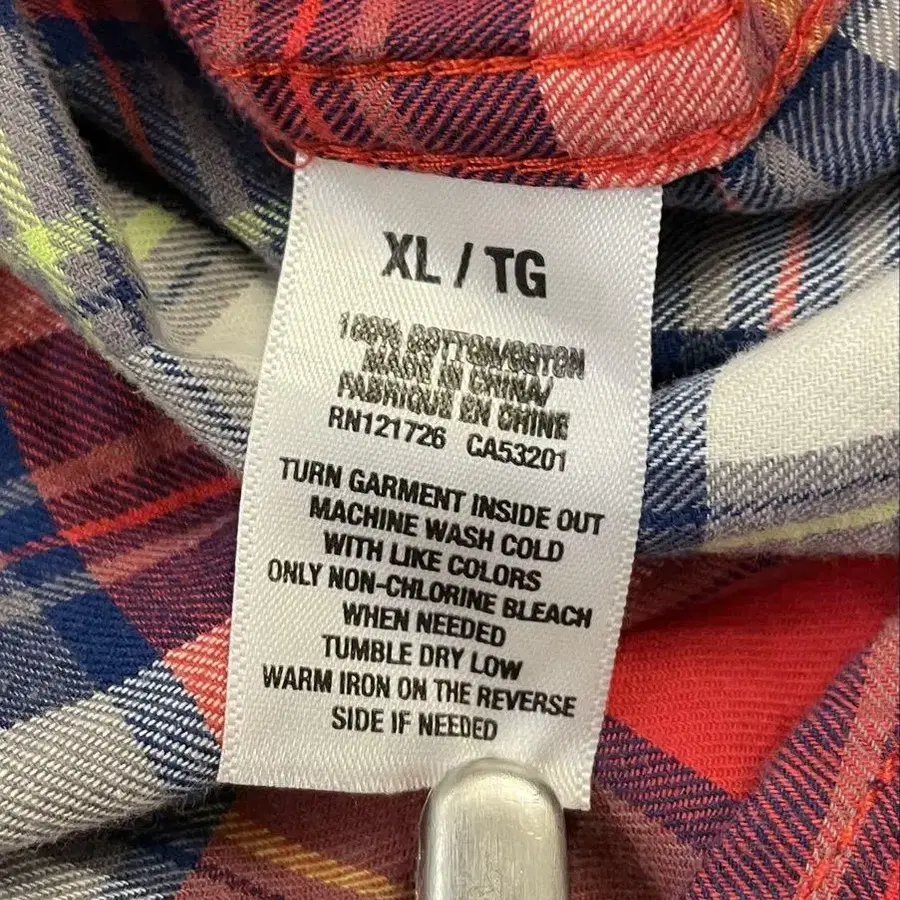 XL / TG
100% COTTON/COTON
MADE IN CHINA/
FABRIQUE EN CHINE
RN121726 CA53201
TURN GARMENT INSIDE OUT
MACHINE WASH COLD
WITH LIKE COLORS
ONLY NON-CHLORINE BLEACH
WHEN NEEDED
TUMBLE DRY LOW
WARM IRON ON THE REVERSE
SIDE IF NEEDED